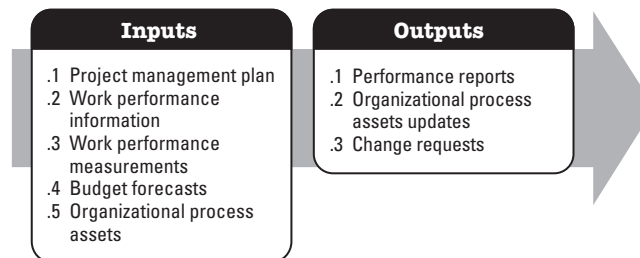 Inputs
.1 Project management plan
.2 Work performance
information
.3 Work performance
measurements
.4 Budget forecasts
.5 Organizational process
assets
Outputs
.1 Performance reports
.2 Organizational process
assets updates
.3 Change requests